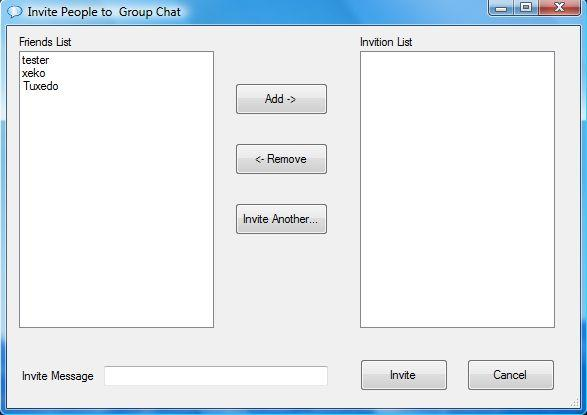 Invite People to  Group Chat
Friends List
Invition List
tester
xeko
Tuxedo
Add ->
<- Remove
Invite Another...
Invite Message
Invite
Cancel